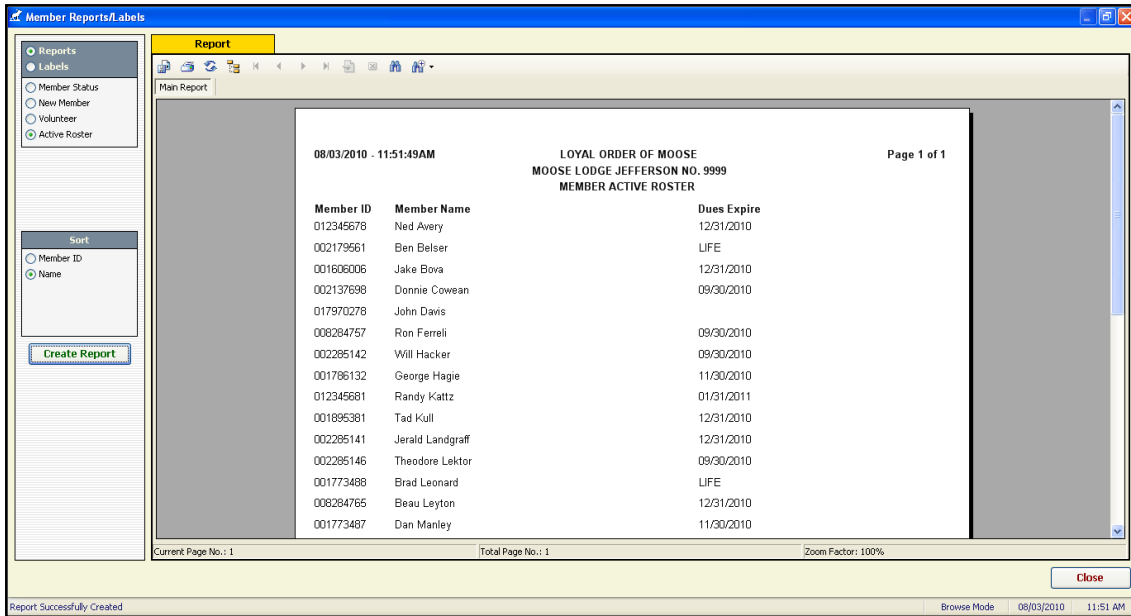 Member Reports/Labels
Reports
Labels
Member Status
New Member
Volunteer
Active Roster
Sort
Member ID
Name
Create Report
Report
Main Report
08/03/2010 - 11:51:49AM LOYAL ORDER OF MOOSE Page 1 of 1
MOOSE LODGE JEFFERSON NO. 9999
MEMBER ACTIVE ROSTER
Member ID Member Name Dues Expire
012345678 Ned Avery 12/31/2010
002179561 Ben Belser LIFE
001606006 Jake Bova 12/31/2010
002137698 Donnie Cowean 09/30/2010
017970278 John Davis
008284757 Ron Ferreli 09/30/2010
002285142 Will Hacker 09/30/2010
001786132 George Hagie 11/30/2010
012345681 Randy Kattz 01/31/2011
001895381 Tad Kull 12/31/2010
002285141 Jerald Landgraff 12/31/2010
002285146 Theodore Lektor 09/30/2010
001773488 Brad Leonard LIFE
008284765 Beau Leyton 12/31/2010
001773487 Dan Manley 11/30/2010
Current Page No.: 1 Total Page No.: 1 Zoom Factor: 100%
Close
Report Successfully Created Browse Mode 08/03/2010 11:51 AM